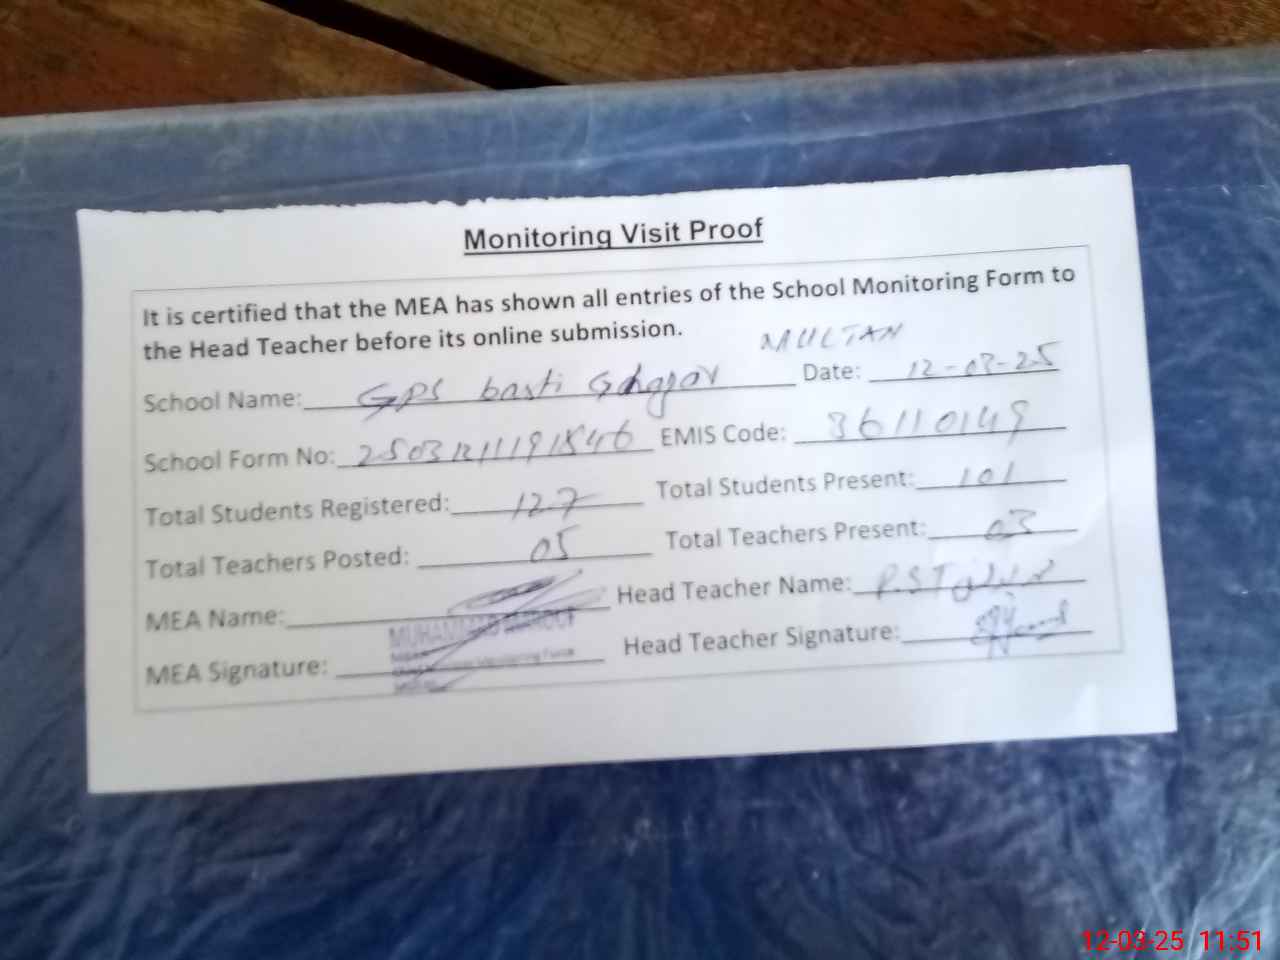 Monitoring Visit Proof
It is certified that the MEA has shown all entries of the School Monitoring Form to
the Head Teacher before its online submission.
MULTAN
School Name: GPS basti Date: 12-03-25
School Form No: EMIS Code: 36110149
Total Students Registered: 127 Total Students Present: 101
Total Teachers Posted: 05 Total Teachers Present: 03
MEA Name: Head Teacher Name:
MUHAMMAD
MEA Signature: Head Teacher Signature:
Monitoring Force
12-03-25 11:51